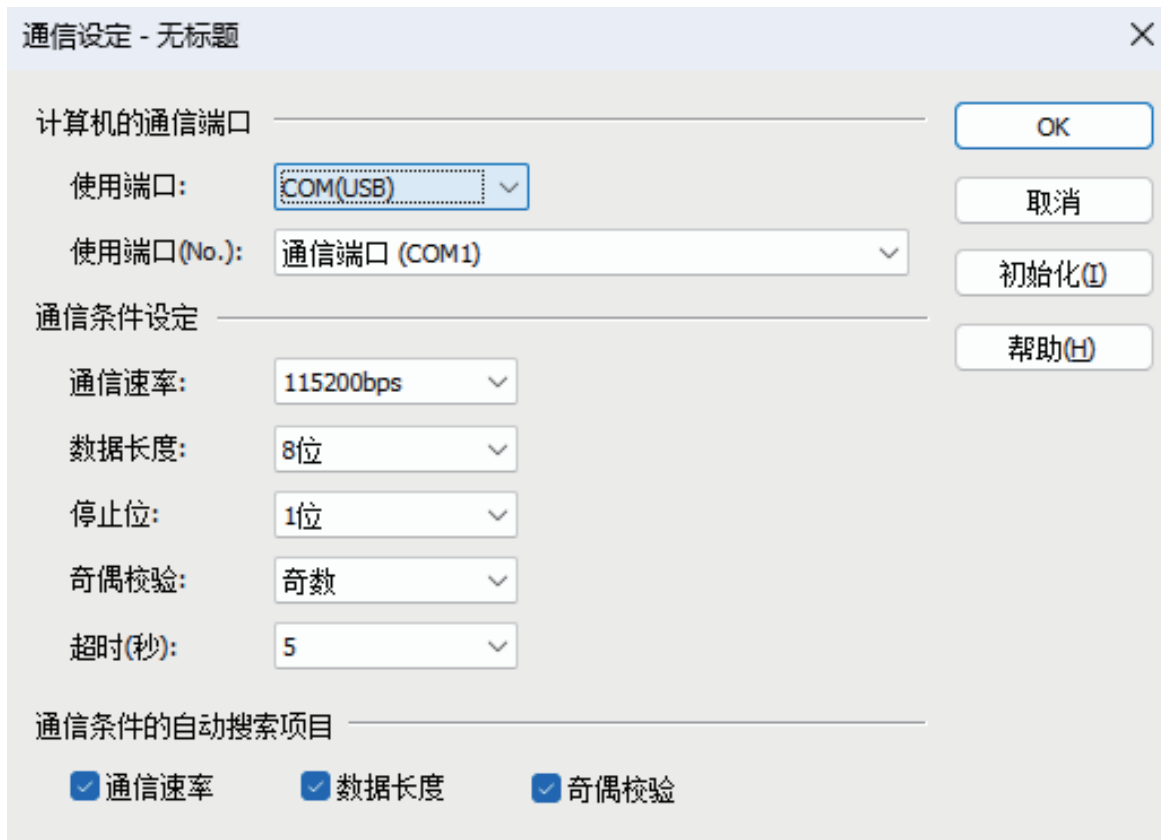 通信设定 - 无标题
计算机的通信端口
OK
使用端口: COM(USB)
取消
使用端口(No.): 通信端口 (COM1)
初始化(I)
通信条件设定
帮助(H)
通信速率: 115200bps
数据长度: 8位
停止位: 1位
奇偶校验: 奇数
超时(秒): 5
通信条件的自动搜索项目
通信速率 数据长度 奇偶校验